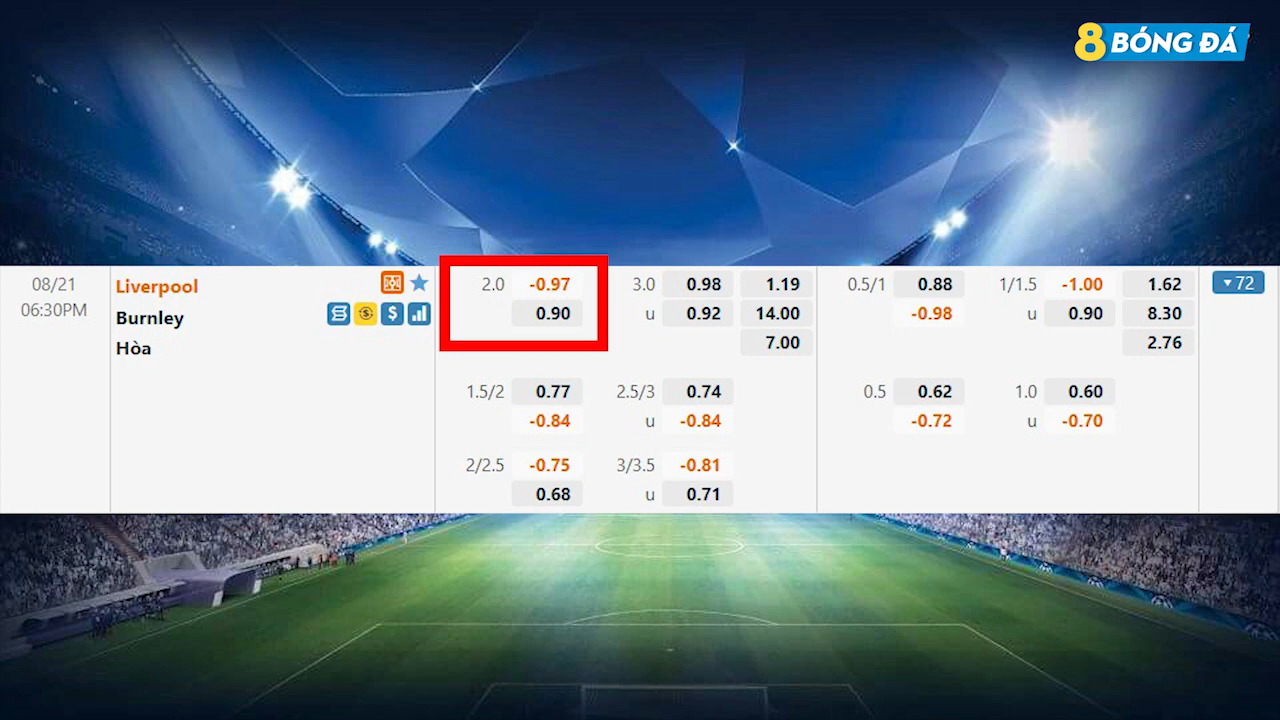 8 BÓNG ĐÁ
08/21 Liverpool 2.0 -0.97 3.0 0.98 1.19 0.5/1 0.88 1/1.5 -1.00 1.62 72
06:30PM Burnley 0.90 u 0.92 14.00 -0.98 u 0.90 8.30
Hòa 7.00 2.76
1.5/2 0.77 2.5/3 0.74 0.5 0.62 1.0 0.60
-0.84 u -0.84 -0.72 u -0.70
2/2.5 -0.75 3/3.5 -0.81
0.68 u 0.71